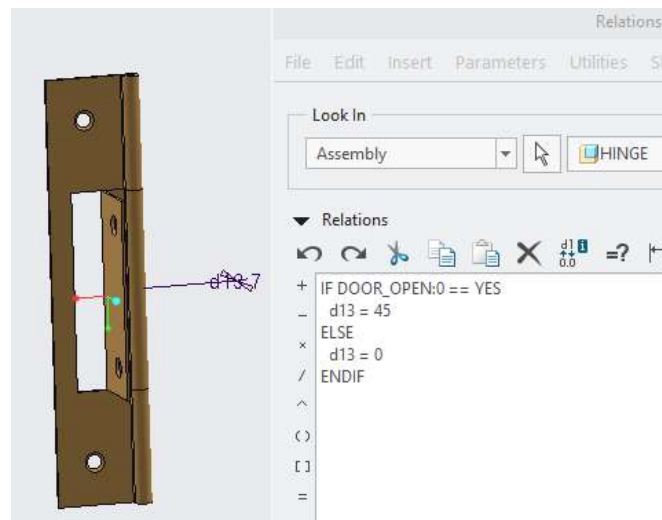 Relations
File Edit Insert Parameters Utilities
Look In
Assembly
HINGE
Relations
=?
+ IF DOOR_OPEN:0 == YES
- d13 = 45
× ELSE
d13 = 0
/ ENDIF
^
( )
[ ]
=